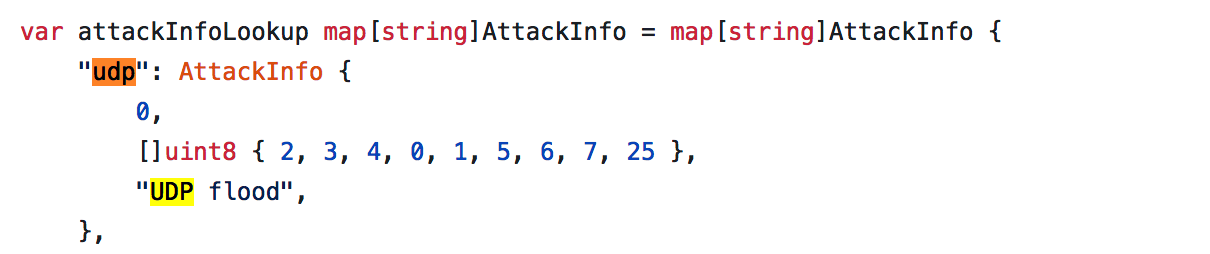 var attackInfoLookup map[string]AttackInfo = map[string]AttackInfo {
    "udp": AttackInfo {
        0,
        []uint8 { 2, 3, 4, 0, 1, 5, 6, 7, 25 },
        "UDP flood",
    },